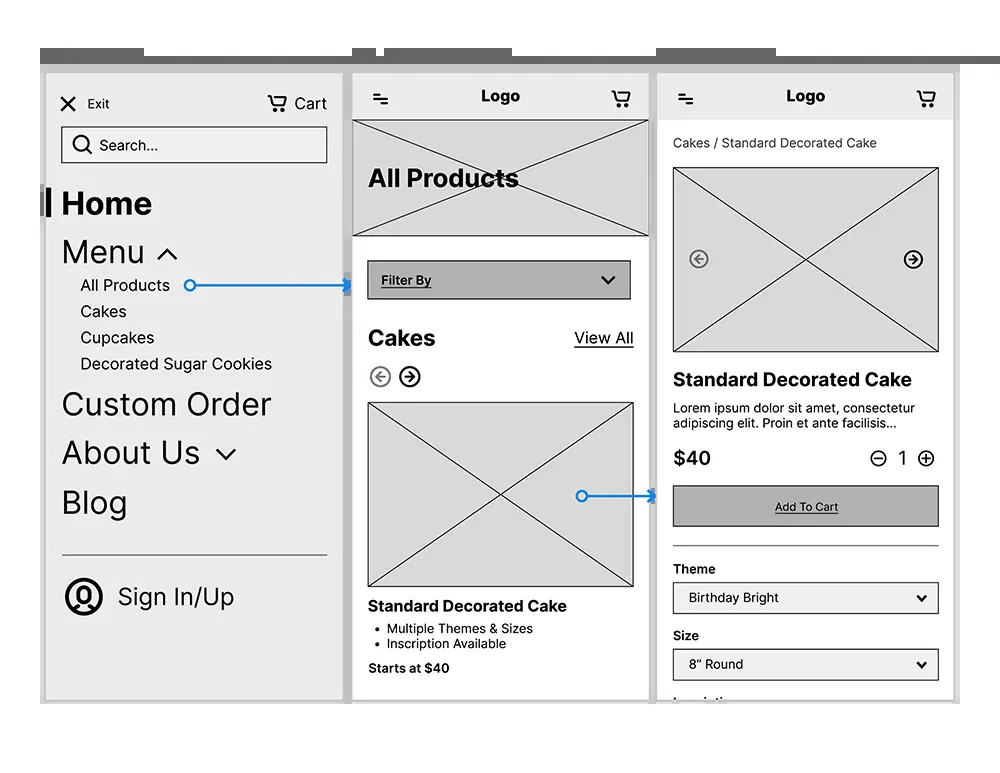 Exit
Cart
Search...
Home
Menu
All Products
Cakes
Cupcakes
Decorated Sugar Cookies
Custom Order
About Us
Blog
Sign In/Up
Logo
All Products
Filter By
Cakes
View All
Standard Decorated Cake
• Multiple Themes & Sizes
• Inscription Available
Starts at $40
Logo
Cakes / Standard Decorated Cake
Standard Decorated Cake
Lorem ipsum dolor sit amet, consectetur
adipiscing elit. Proin et ante facilisis...
$40
1
Add To Cart
Theme
Birthday Bright
Size
8” Round